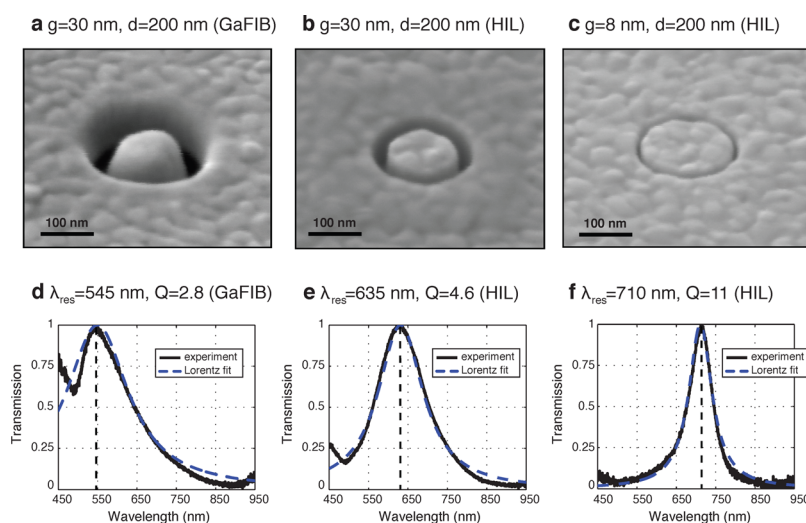 a g=30 nm, d=200 nm (GaFIB)
b g=30 nm, d=200 nm (HIL)
c g=8 nm, d=200 nm (HIL)
100 nm
100 nm
100 nm
d λres=545 nm, Q=2.8 (GaFIB)
e λres=635 nm, Q=4.6 (HIL)
f λres=710 nm, Q=11 (HIL)
Transmission
1
0.75
0.5
0.25
0
experiment
Lorentz fit
450 550 650 750 850 950
Wavelength (nm)
Transmission
1
0.75
0.5
0.25
0
experiment
Lorentz fit
450 550 650 750 850 950
Wavelength (nm)
Transmission
1
0.75
0.5
0.25
0
experiment
Lorentz fit
450 550 650 750 850 950
Wavelength (nm)